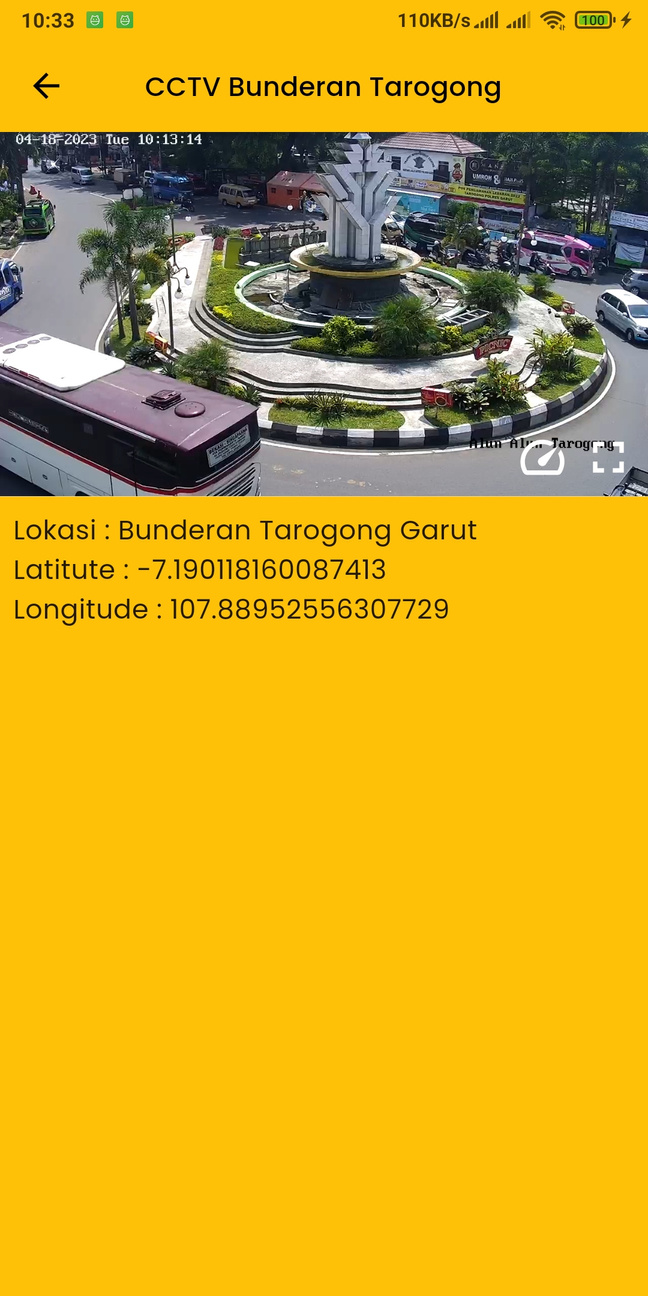 10:33
110KB/s
100
CCTV Bunderan Tarogong
04-18-2023 Tue 10:13:14
PICNIC
Alun Alun Tarogong
Lokasi : Bunderan Tarogong Garut
Latitute : -7.190118160087413
Longitude : 107.88952556307729